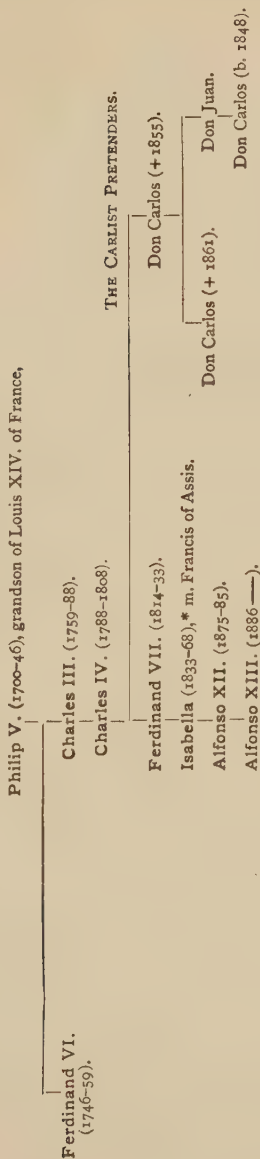 Philip V. (1700-46), grandson of Louis XIV. of France,
Ferdinand VI.
(1746-59).
Charles III. (1759-88).
Charles IV. (1788-1808).
THE CARLIST PRETENDERS.
Ferdinand VII. (1814-33).
Don Carlos (+ 1855).
Isabella (1833-68),* m. Francis of Assis.
Alfonso XII. (1875-85).
Don Carlos (+ 1861).
Don Juan.
Alfonso XIII. (1886——).
Don Carlos (b. 1848).